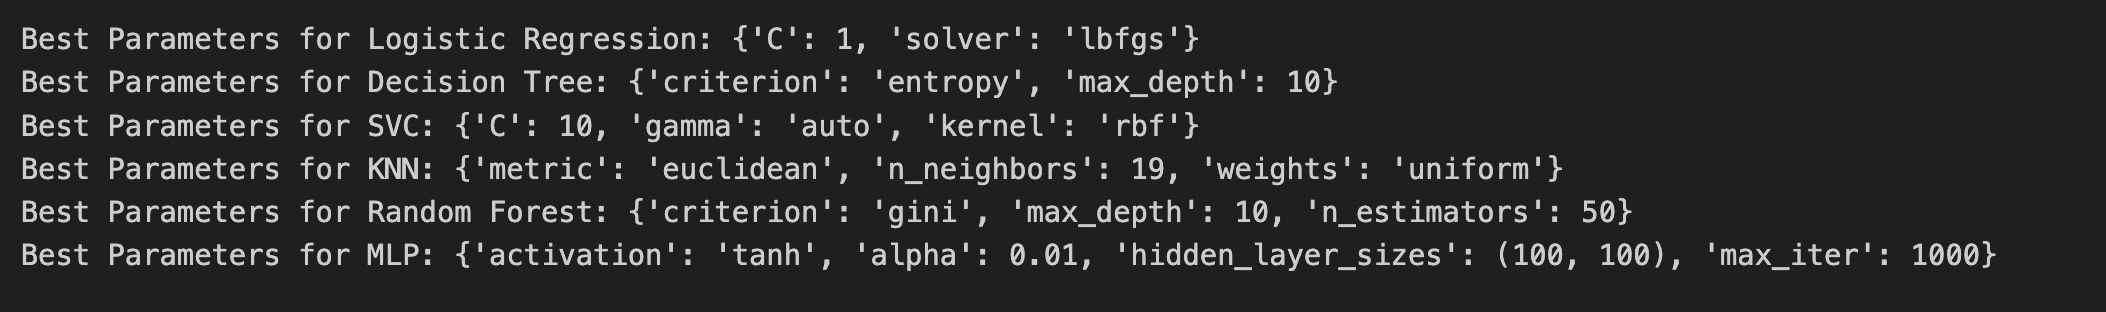 Best Parameters for Logistic Regression: {'C': 1, 'solver': 'lbfgs'}
Best Parameters for Decision Tree: {'criterion': 'entropy', 'max_depth': 10}
Best Parameters for SVC: {'C': 10, 'gamma': 'auto', 'kernel': 'rbf'}
Best Parameters for KNN: {'metric': 'euclidean', 'n_neighbors': 19, 'weights': 'uniform'}
Best Parameters for Random Forest: {'criterion': 'gini', 'max_depth': 10, 'n_estimators': 50}
Best Parameters for MLP: {'activation': 'tanh', 'alpha': 0.01, 'hidden_layer_sizes': (100, 100), 'max_iter': 1000}